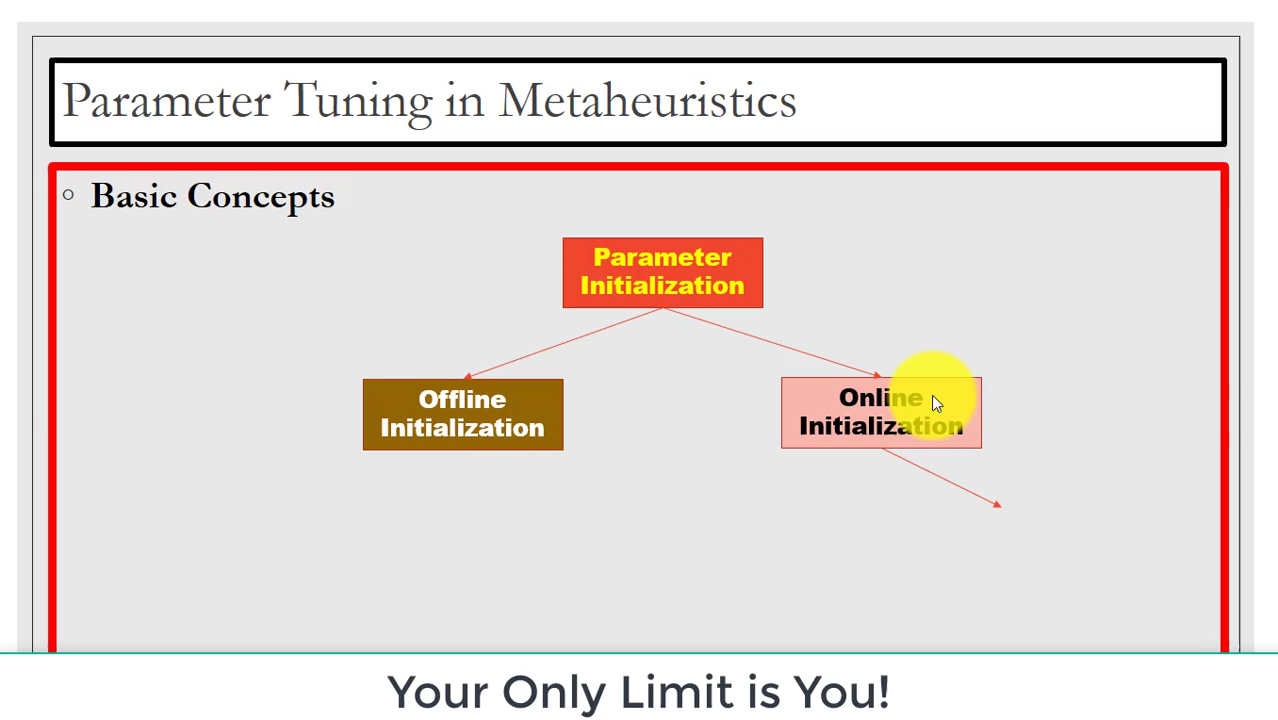 Parameter Tuning in Metaheuristics
Basic Concepts
Parameter
Initialization
Offline
Initialization
Online
Initialization
Your Only Limit is You!